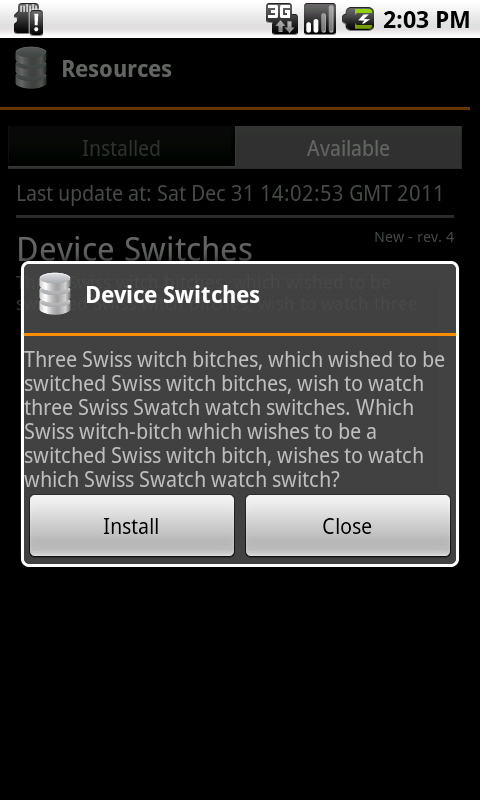 3G
2:03 PM
Resources
Installed
Available
Last update at: Sat Dec 31 14:02:53 GMT 2011
Device Switches
New - rev. 4
Device Switches
Three Swiss witch bitches, which wished to be
switched Swiss witch bitches, wish to watch
three Swiss Swatch watch switches. Which
Swiss witch-bitch which wishes to be a
switched Swiss witch bitch, wishes to watch
which Swiss Swatch watch switch?
Install
Close